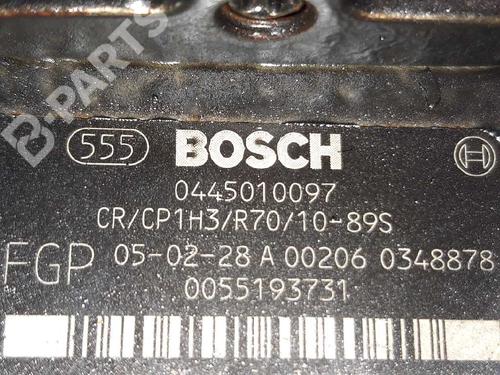 B-PARTS
555 BOSCH
0445010097
CR/CP1H3/R70/10-89S
FGP 05-02-28 A 00206 0348878
0055193731